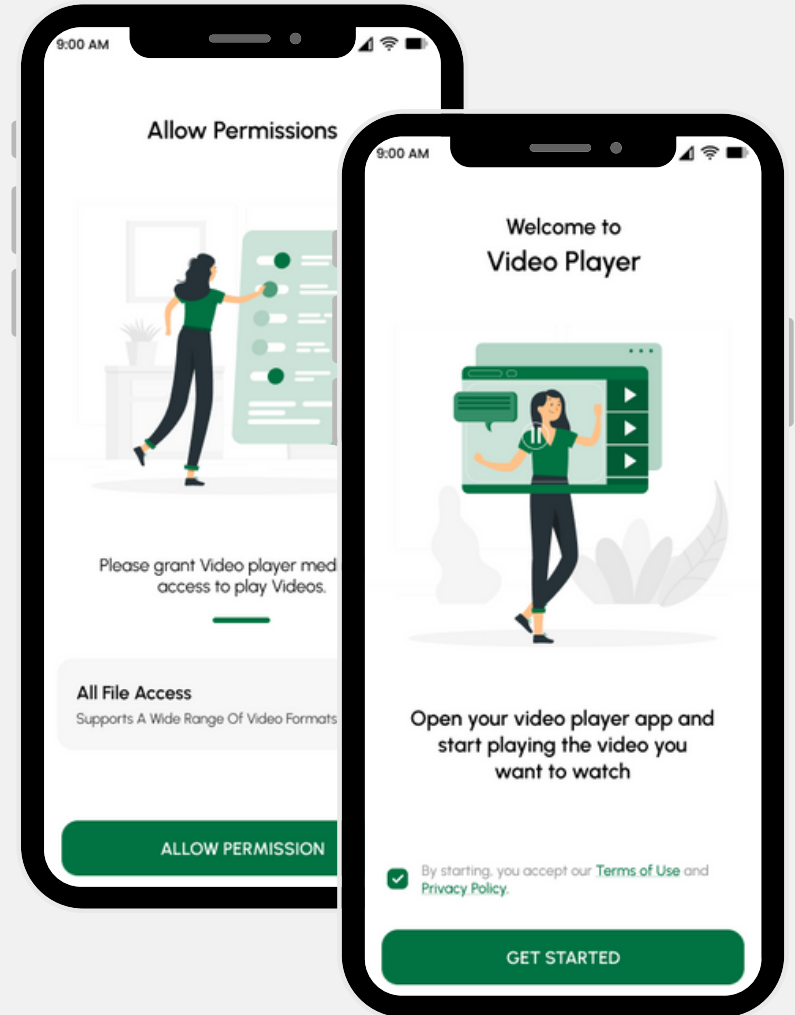 9:00 AM
Allow Permissions
Please grant Video player
access to play Videos.
All File Access
Supports A Wide Range Of Video Formats
ALLOW PERMISSION
9:00 AM
Welcome to
Video Player
Open your video player app and
start playing the video you
want to watch
By starting, you accept our Terms of Use and
Privacy Policy.
GET STARTED